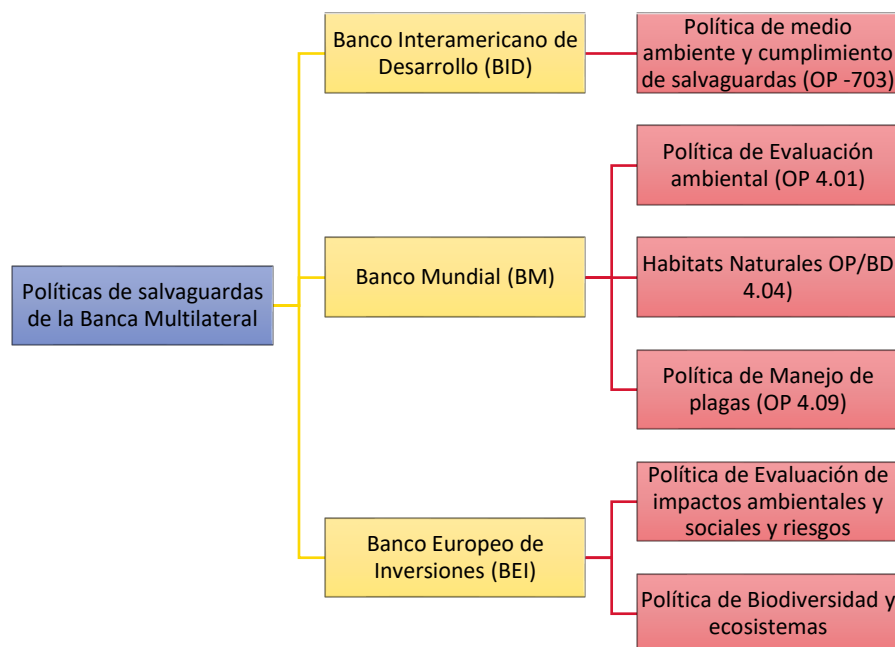 Políticas de salvaguardas
de la Banca Multilateral
Banco Interamericano de
Desarrollo (BID)
Política de medio
ambiente y cumplimiento
de salvaguardas (OP -703)
Banco Mundial (BM)
Política de Evaluación
ambiental (OP 4.01)
Habitats Naturales OP/BD
4.04)
Política de Manejo de
plagas (OP 4.09)
Banco Europeo de
Inversiones (BEI)
Política de Evaluación de
impactos ambientales y
sociales y riesgos
Política de Biodiversidad y
ecosistemas